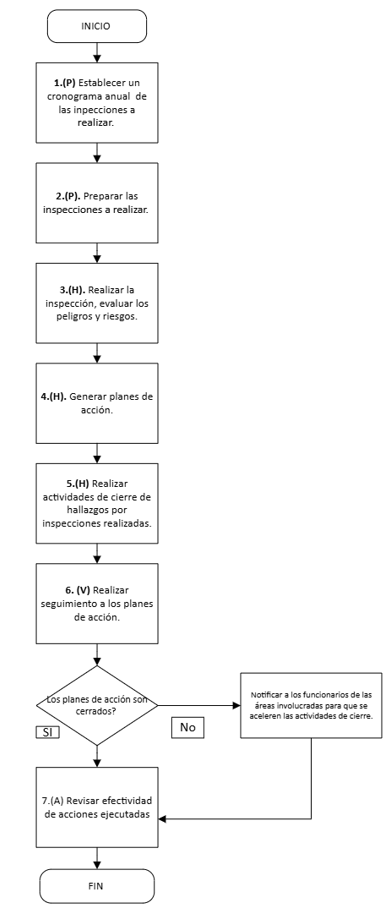 INICIO
1.(P) Establecer un
cronograma anual de
las inpecciones a
realizar.
2.(P). Preparar las
inspecciones a realizar.
3.(H). Realizar la
inspección, evaluar los
peligros y riesgos.
4.(H). Generar planes de
acción.
5.(H) Realizar
actividades de cierre de
hallazgos por
inspecciones realizadas.
6. (V) Realizar
seguimiento a los planes
de acción.
Los planes de acción son
cerrados?
SI
No
Notificar a los funcionarios de las
áreas involucradas para que se
aceleren las actividades de cierre.
7.(A) Revisar efectividad
de acciones ejecutadas
FIN